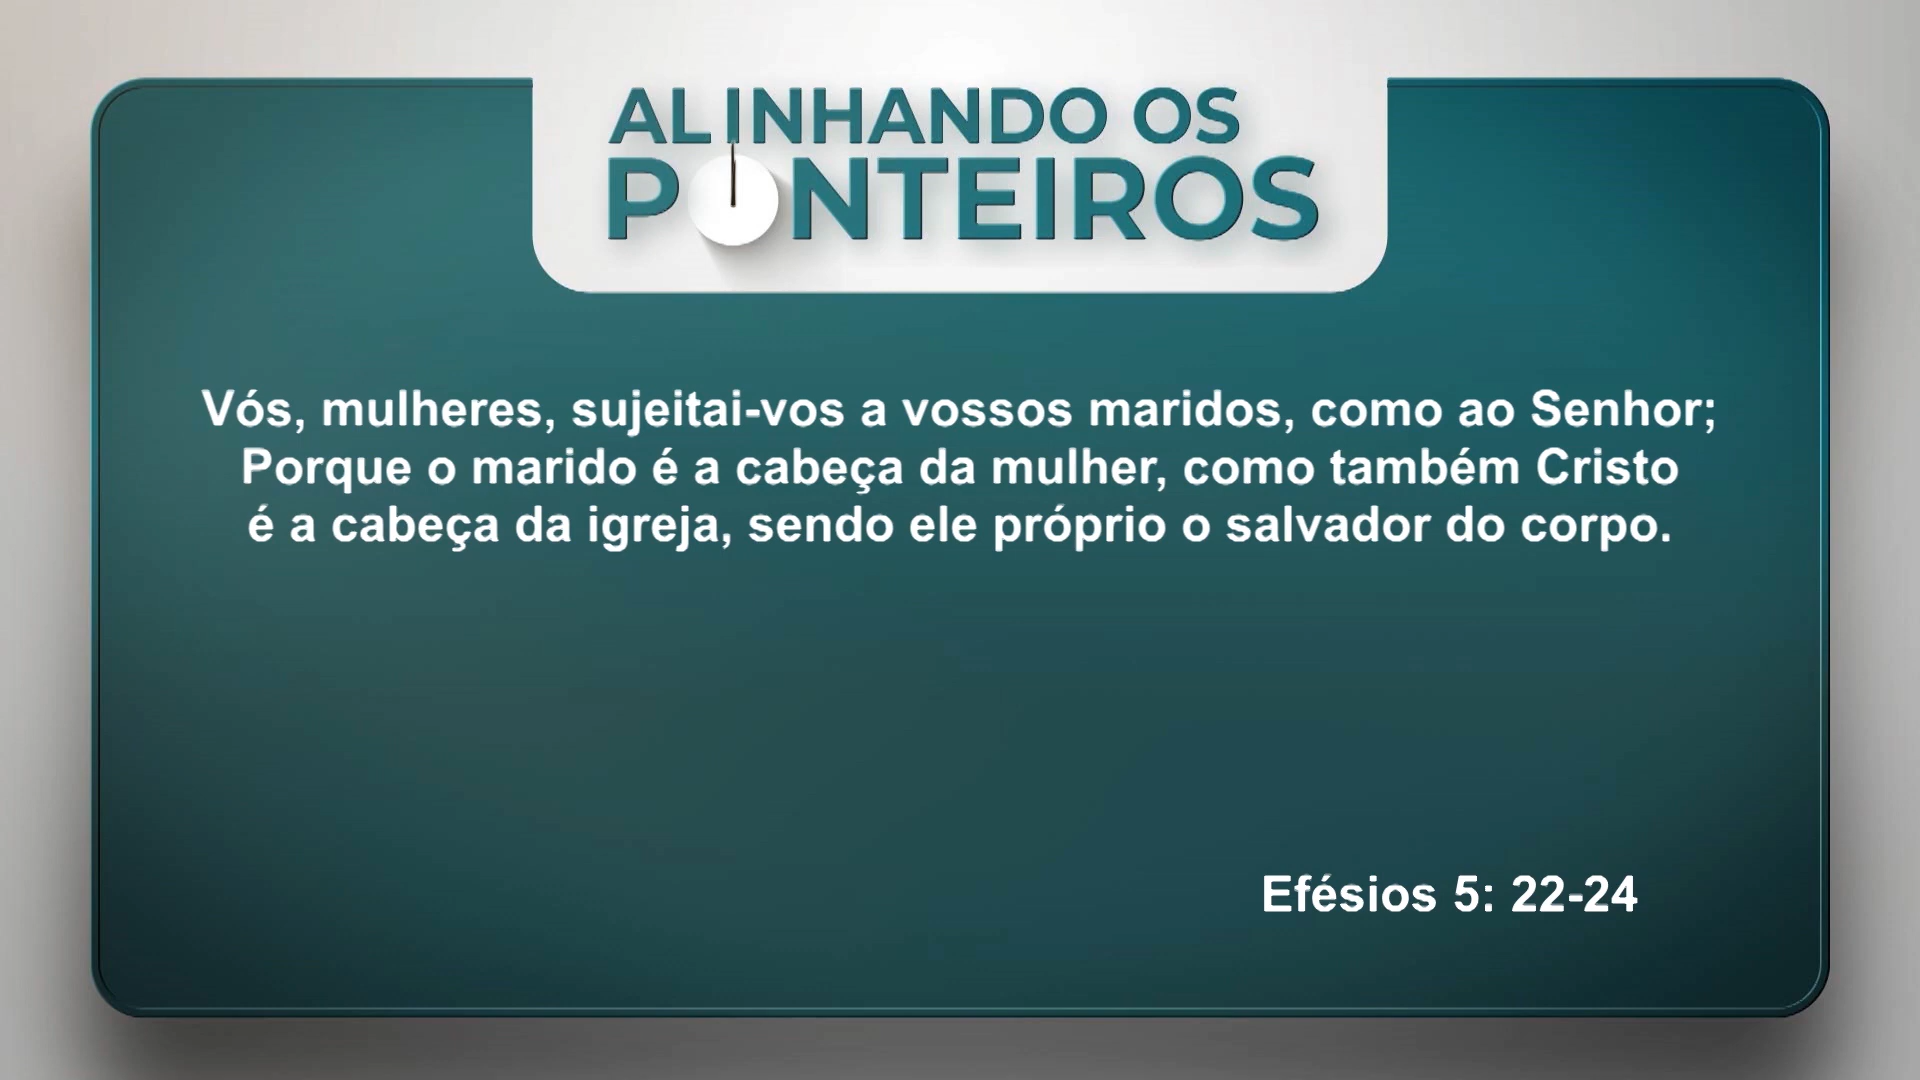 ALINHANDO OS
PONTEIROS
Vós, mulheres, sujeitai-vos a vossos maridos, como ao Senhor;
Porque o marido é a cabeça da mulher, como também Cristo
é a cabeça da igreja, sendo ele próprio o salvador do corpo.
Efésios 5: 22-24